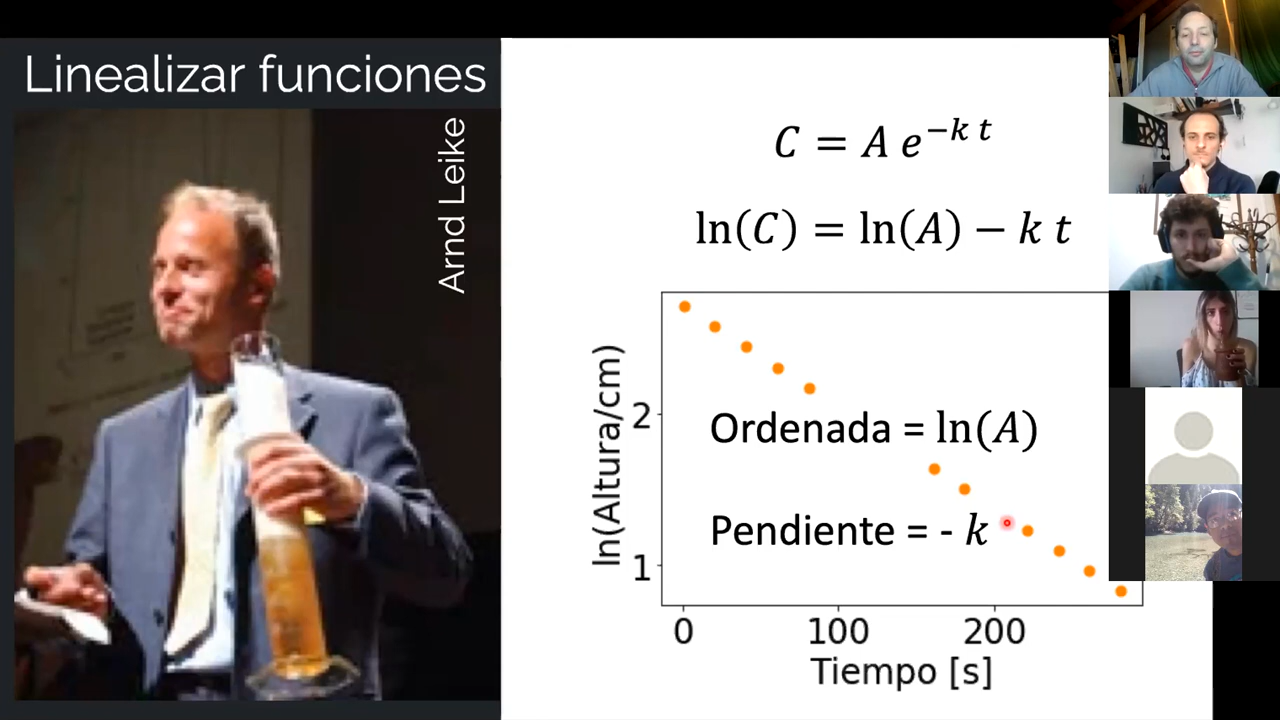 Linealizar funciones
Arnd Leike
C = A e^{−k t}
ln(C) = ln(A) − k t
ln(Altura/cm)
2
1
Ordenada = ln(A)
Pendiente = - k
0 100 200
Tiempo [s]